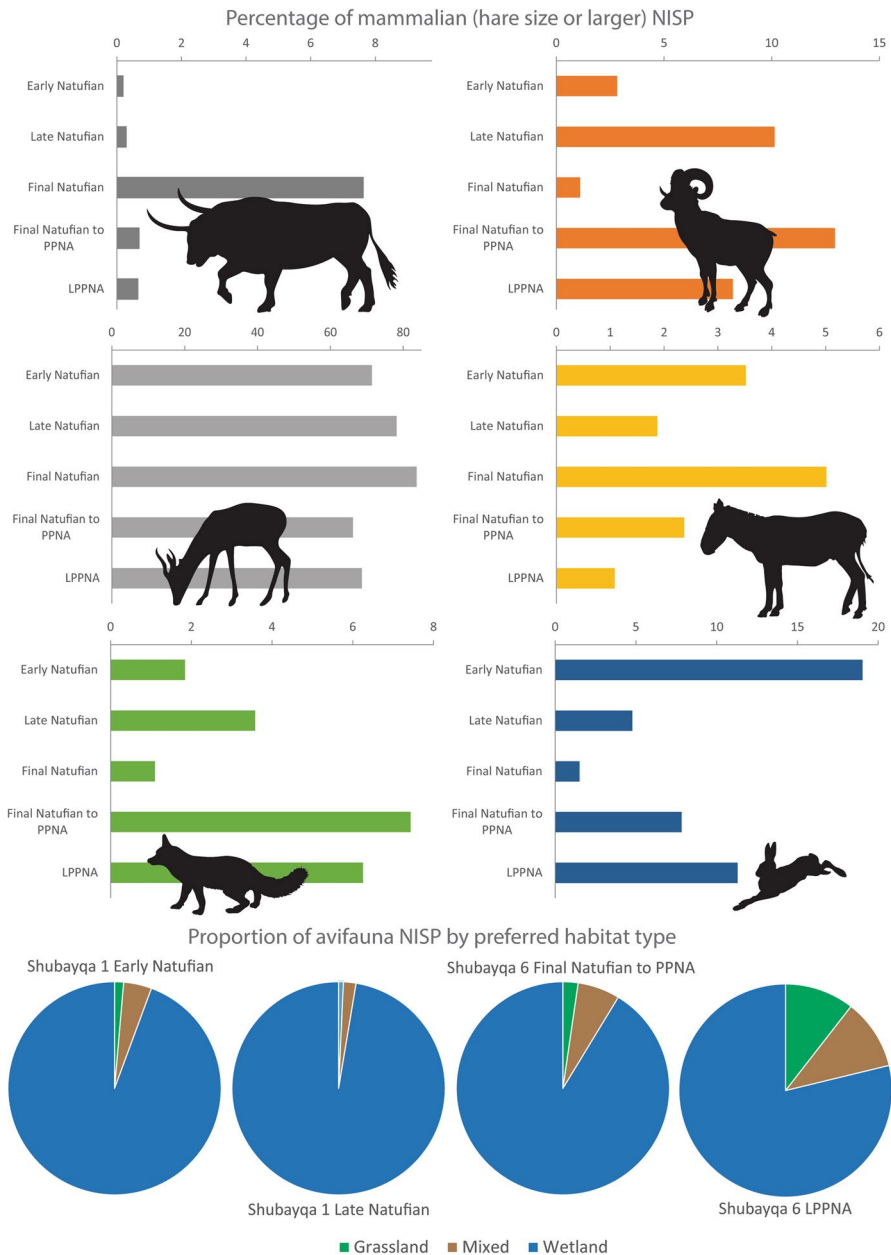 Percentage of mammalian (hare size or larger) NISP
0 2 4 6 8
Early Natufian
Late Natufian
Final Natufian
Final Natufian to
PPNA
LPPNA
0 5 10 15
Early Natufian
Late Natufian
Final Natufian
Final Natufian to
PPNA
LPPNA
0 20 40 60 80
Early Natufian
Late Natufian
Final Natufian
Final Natufian to
PPNA
LPPNA
0 1 2 3 4 5 6
Early Natufian
Late Natufian
Final Natufian
Final Natufian to
PPNA
LPPNA
0 2 4 6 8
Early Natufian
Late Natufian
Final Natufian
Final Natufian to
PPNA
LPPNA
0 5 10 15 20
Early Natufian
Late Natufian
Final Natufian
Final Natufian to
PPNA
LPPNA
Proportion of avifauna NISP by preferred habitat type
Shubayqa 1 Early Natufian
Shubayqa 6 Final Natufian to PPNA
Shubayqa 1 Late Natufian
Shubayqa 6 LPPNA
Grassland Mixed Wetland